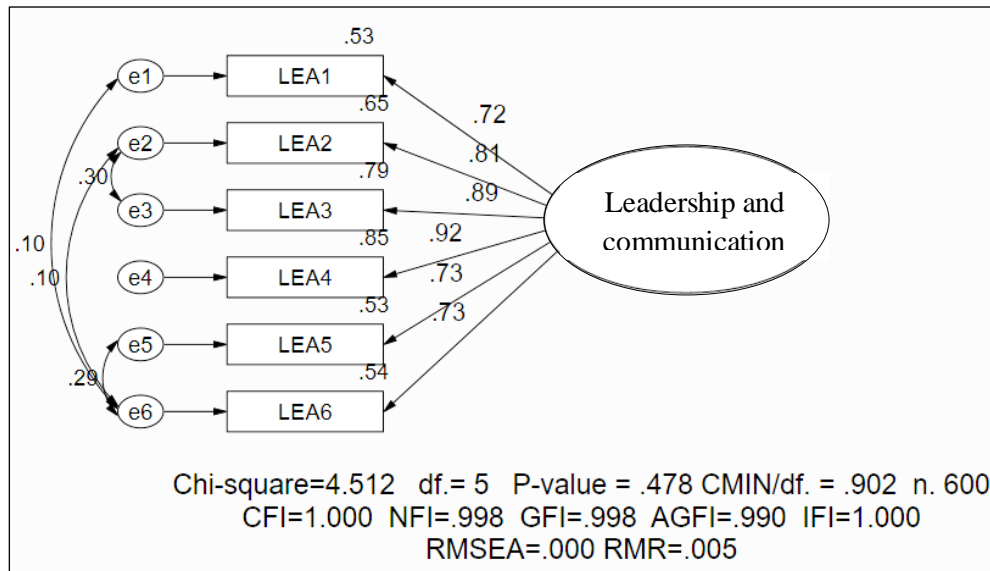 .53
e1 LEA1
.65
.72
e2 LEA2
.81
.79
.30
.89
e3 LEA3
Leadership and
communication
.85
.92
.10
.10
e4 LEA4
.73
.53
.73
e5 LEA5
.54
.29
e6 LEA6
Chi-square=4.512 df.= 5 P-value = .478 CMIN/df. = .902 n. 600
CFI=1.000 NFI=.998 GFI=.998 AGFI=.990 IFI=1.000
RMSEA=.000 RMR=.005